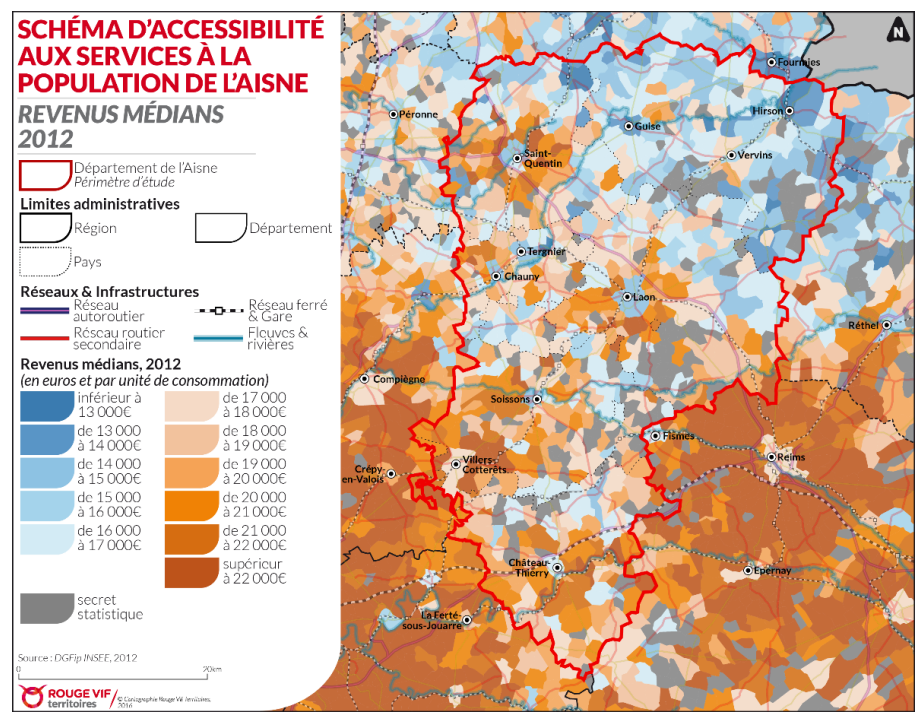 SCHÉMA D'ACCESSIBILITÉ
AUX SERVICES À LA
POPULATION DE L'AISNE
REVENUS MÉDIANS
2012
Département de l'Aisne
Périmètre d'étude
Limites administratives
Région
Département
Pays
Réseaux & Infrastructures
Réseau
autoroutier
Réseau ferré
& Gare
Réseau routier
secondaire
Fleuves &
rivières
Revenus médians, 2012
(en euros et par unité de consommation)
inférieur à
13 000€
de 13 000
à 14 000€
de 14 000
à 15 000€
de 15 000
à 16 000€
de 16 000
à 17 000€
de 17 000
à 18 000€
de 18 000
à 19 000€
de 19 000
à 20 000€
de 20 000
à 21 000€
de 21 000
à 22 000€
supérieur
à 22 000€
secret
statistique
Source : DGFip INSEE, 2012
0
20km
ROUGE VIF
territoires
© Cartographie Rouge Vif Territoires,
2016
N
Fourmies
Hirson
Péronne
Guise
Saint-
Quentin
Vervins
Tergnier
Chauny
Laon
Réthel
Compiègne
Soissons
Fismes
Reims
Villers-
Cotterêts
Crépy-
en-Valois
Château-
Thierry
Epernay
La Ferté-
sous-Jouarre